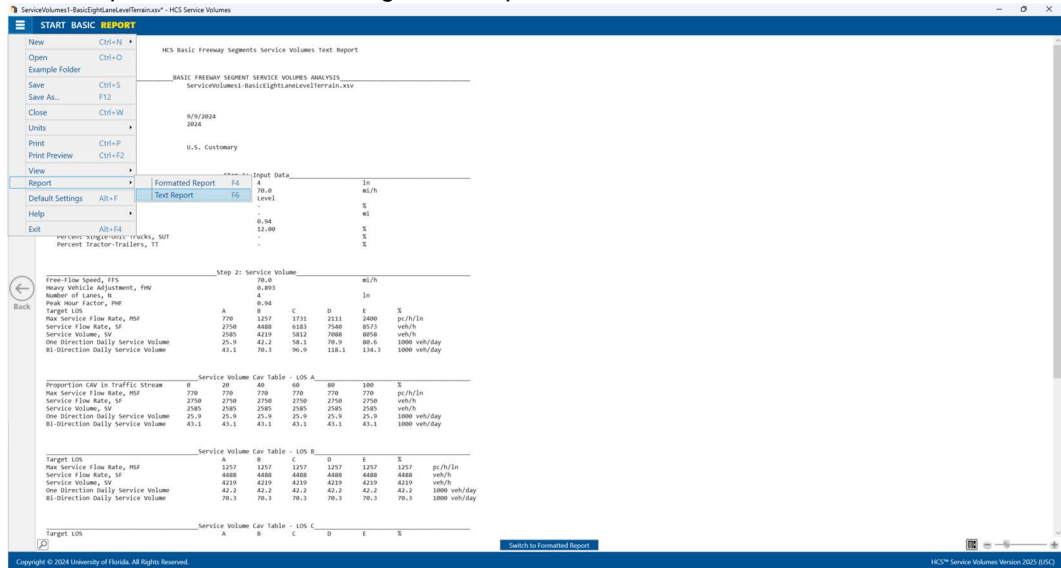 ServiceVolumes1-BasicEightLaneLevelTerrain.xsv* - HCS Service Volumes
START BASIC REPORT
New Ctrl+N
Open Ctrl+O
Example Folder
Save Ctrl+S
Save As... F12
Close Ctrl+W
Units
Print Ctrl+P
Print Preview Ctrl+F2
View
Report
Default Settings Alt+F
Help
Exit Alt+F4
Formatted Report F4
Text Report F6
HCS Basic Freeway Segments Service Volumes Text Report
BASIC FREEWAY SEGMENT SERVICE VOLUMES ANALYSIS
ServiceVolumes1-BasicEightLaneLevelTerrain.xsv
9/9/2024
2024
U.S. Customary
Input Data
4 ln
70.0 mi/h
Level
- %
- mi
0.94
12.00 %
Percent Single-Unit Trucks, SUT - %
Percent Tractor-Trailers, TT - %
Step 2: Service Volume
Free-Flow Speed, FFS 70.0 mi/h
Heavy Vehicle Adjustment, fHV 0.893
Number of Lanes, N 4 ln
Peak Hour Factor, PHF 0.94
Target LOS A B C D E %
Max Service Flow Rate, MSF 770 1257 1731 2111 2400 pc/h/ln
Service Flow Rate, SF 2750 4488 6183 7540 8573 veh/h
Service Volume, SV 2585 4219 5812 7088 8058 veh/h
One Direction Daily Service Volume 25.9 42.2 58.1 70.9 80.6 1000 veh/day
Bi-Direction Daily Service Volume 43.1 70.3 96.9 118.1 134.3 1000 veh/day
Service Volume Cav Table - LOS A
Proportion CAV in Traffic Stream 0 20 40 60 80 100 %
Max Service Flow Rate, MSF 770 770 770 770 770 770 pc/h/ln
Service Flow Rate, SF 2750 2750 2750 2750 2750 2750 veh/h
Service Volume, SV 2585 2585 2585 2585 2585 2585 veh/h
One Direction Daily Service Volume 25.9 25.9 25.9 25.9 25.9 25.9 1000 veh/day
Bi-Direction Daily Service Volume 43.1 43.1 43.1 43.1 43.1 43.1 1000 veh/day
Service Volume Cav Table - LOS B
Target LOS A B C D E %
Max Service Flow Rate, MSF 1257 1257 1257 1257 1257 1257 pc/h/ln
Service Flow Rate, SF 4488 4488 4488 4488 4488 4488 veh/h
Service Volume, SV 4219 4219 4219 4219 4219 4219 veh/h
One Direction Daily Service Volume 42.2 42.2 42.2 42.2 42.2 42.2 1000 veh/day
Bi-Direction Daily Service Volume 70.3 70.3 70.3 70.3 70.3 70.3 1000 veh/day
Service Volume Cav Table - LOS C
Target LOS A B C D E %
Back
Switch to Formatted Report
Copyright © 2024 University of Florida. All Rights Reserved.
HCS™ Service Volumes Version 2025 (USC)